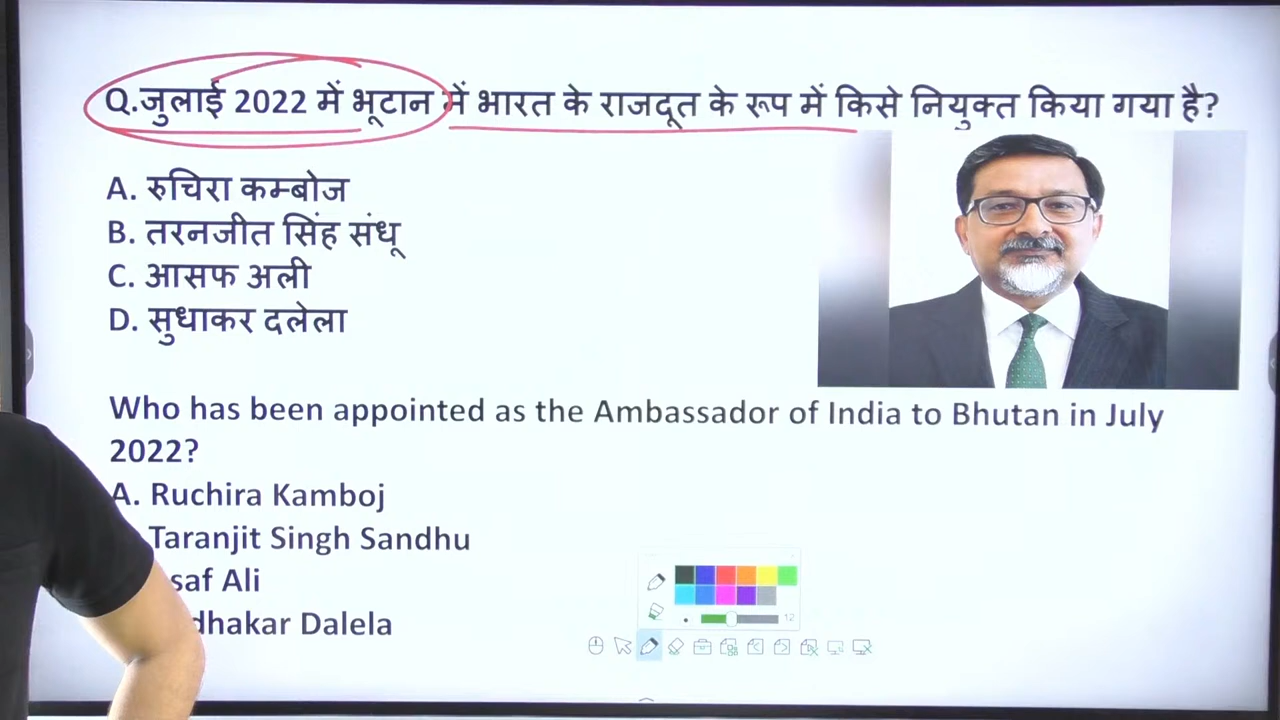 Q.जुलाई 2022 में भूटान में भारत के राजदूत के रूप में किसे नियुक्त किया गया है?
A. रुचिरा कम्बोज
B. तरनजीत सिंह संधू
C. आसफ अली
D. सुधाकर दलेला
Who has been appointed as the Ambassador of India to Bhutan in July
2022?
A. Ruchira Kamboj
Taranjit Singh Sandhu
saf Ali
dhakar Dalela
12